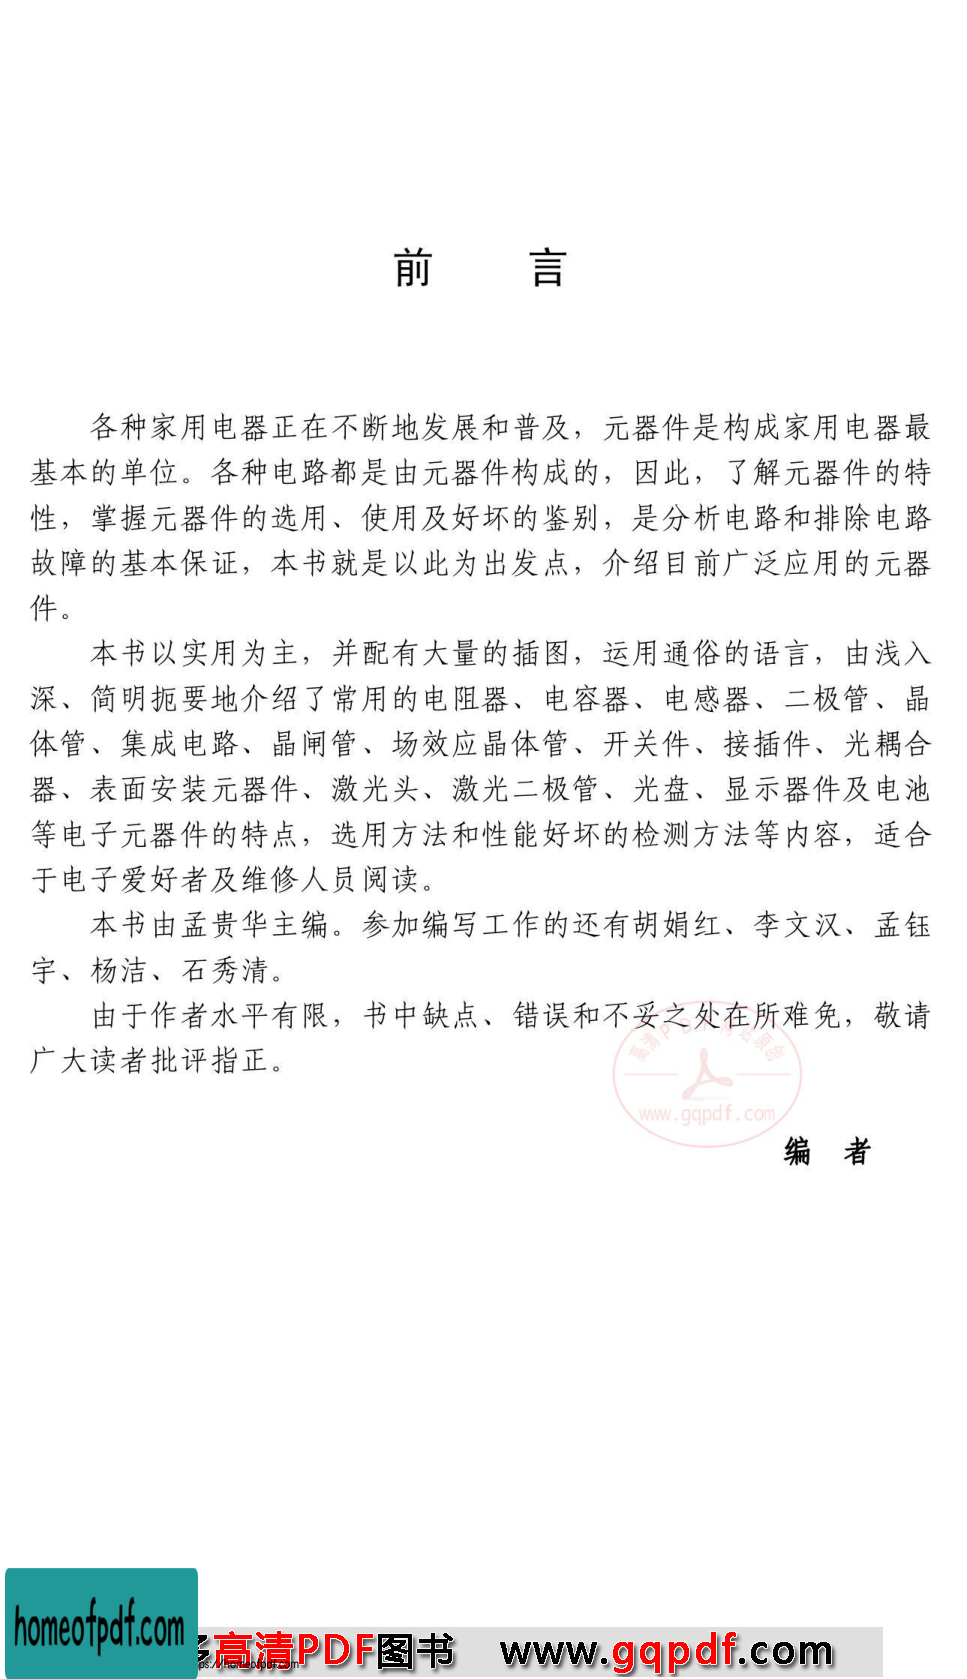 前 言
各种家用电器正在不断地发展和普及，元器件是构成家用电器最
基本的单位。各种电路都是由元器件构成的，因此，了解元器件的特
性，掌握元器件的选用、使用及好坏的鉴别，是分析电路和排除电路
故障的基本保证，本书就是以此为出发点，介绍目前广泛应用的元器
件。
本书以实用为主，并配有大量的插图，运用通俗的语言，由浅入
深、简明扼要地介绍了常用的电阻器、电容器、电感器、二极管、晶
体管、集成电路、晶闸管、场效应晶体管、开关件、接插件、光耦合
器、表面安装元器件、激光头、激光二极管、光盘、显示器件及电池
等电子元器件的特点，选用方法和性能好坏的检测方法等内容，适合
于电子爱好者及维修人员阅读。
本书由孟贵华主编。参加编写工作的还有胡娟红、李文汉、孟钰
宇、杨洁、石秀清。
由于作者水平有限，书中缺点、错误和不妥之处在所难免，敬请
广大读者批评指正。
www.gqpdf.com
编 者
homeofpdf.com
多高清PDF图书 www.gqpdf.com
https://homeofpdf.com